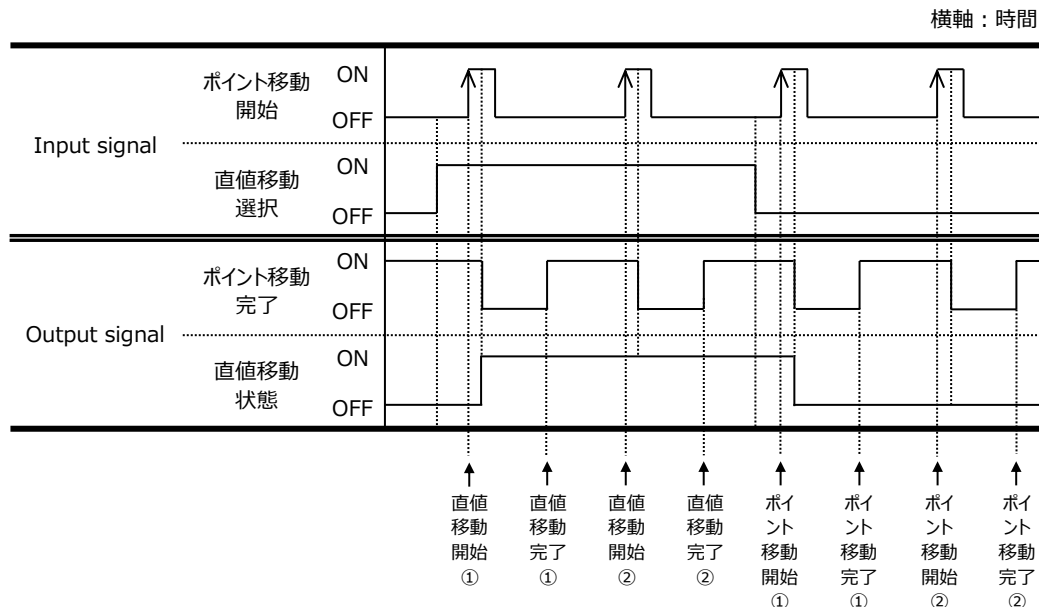 横軸：時間
ポイント移動
開始
ON
OFF
Input signal
直値移動
選択
ON
OFF
ポイント移動
完了
ON
OFF
Output signal
直値移動
状態
ON
OFF
直値
移動
開始
①
直値
移動
完了
①
直値
移動
開始
②
直値
移動
完了
②
ポイ
ント
移動
開始
①
ポイ
ント
移動
完了
①
ポイ
ント
移動
開始
②
ポイ
ント
移動
完了
②